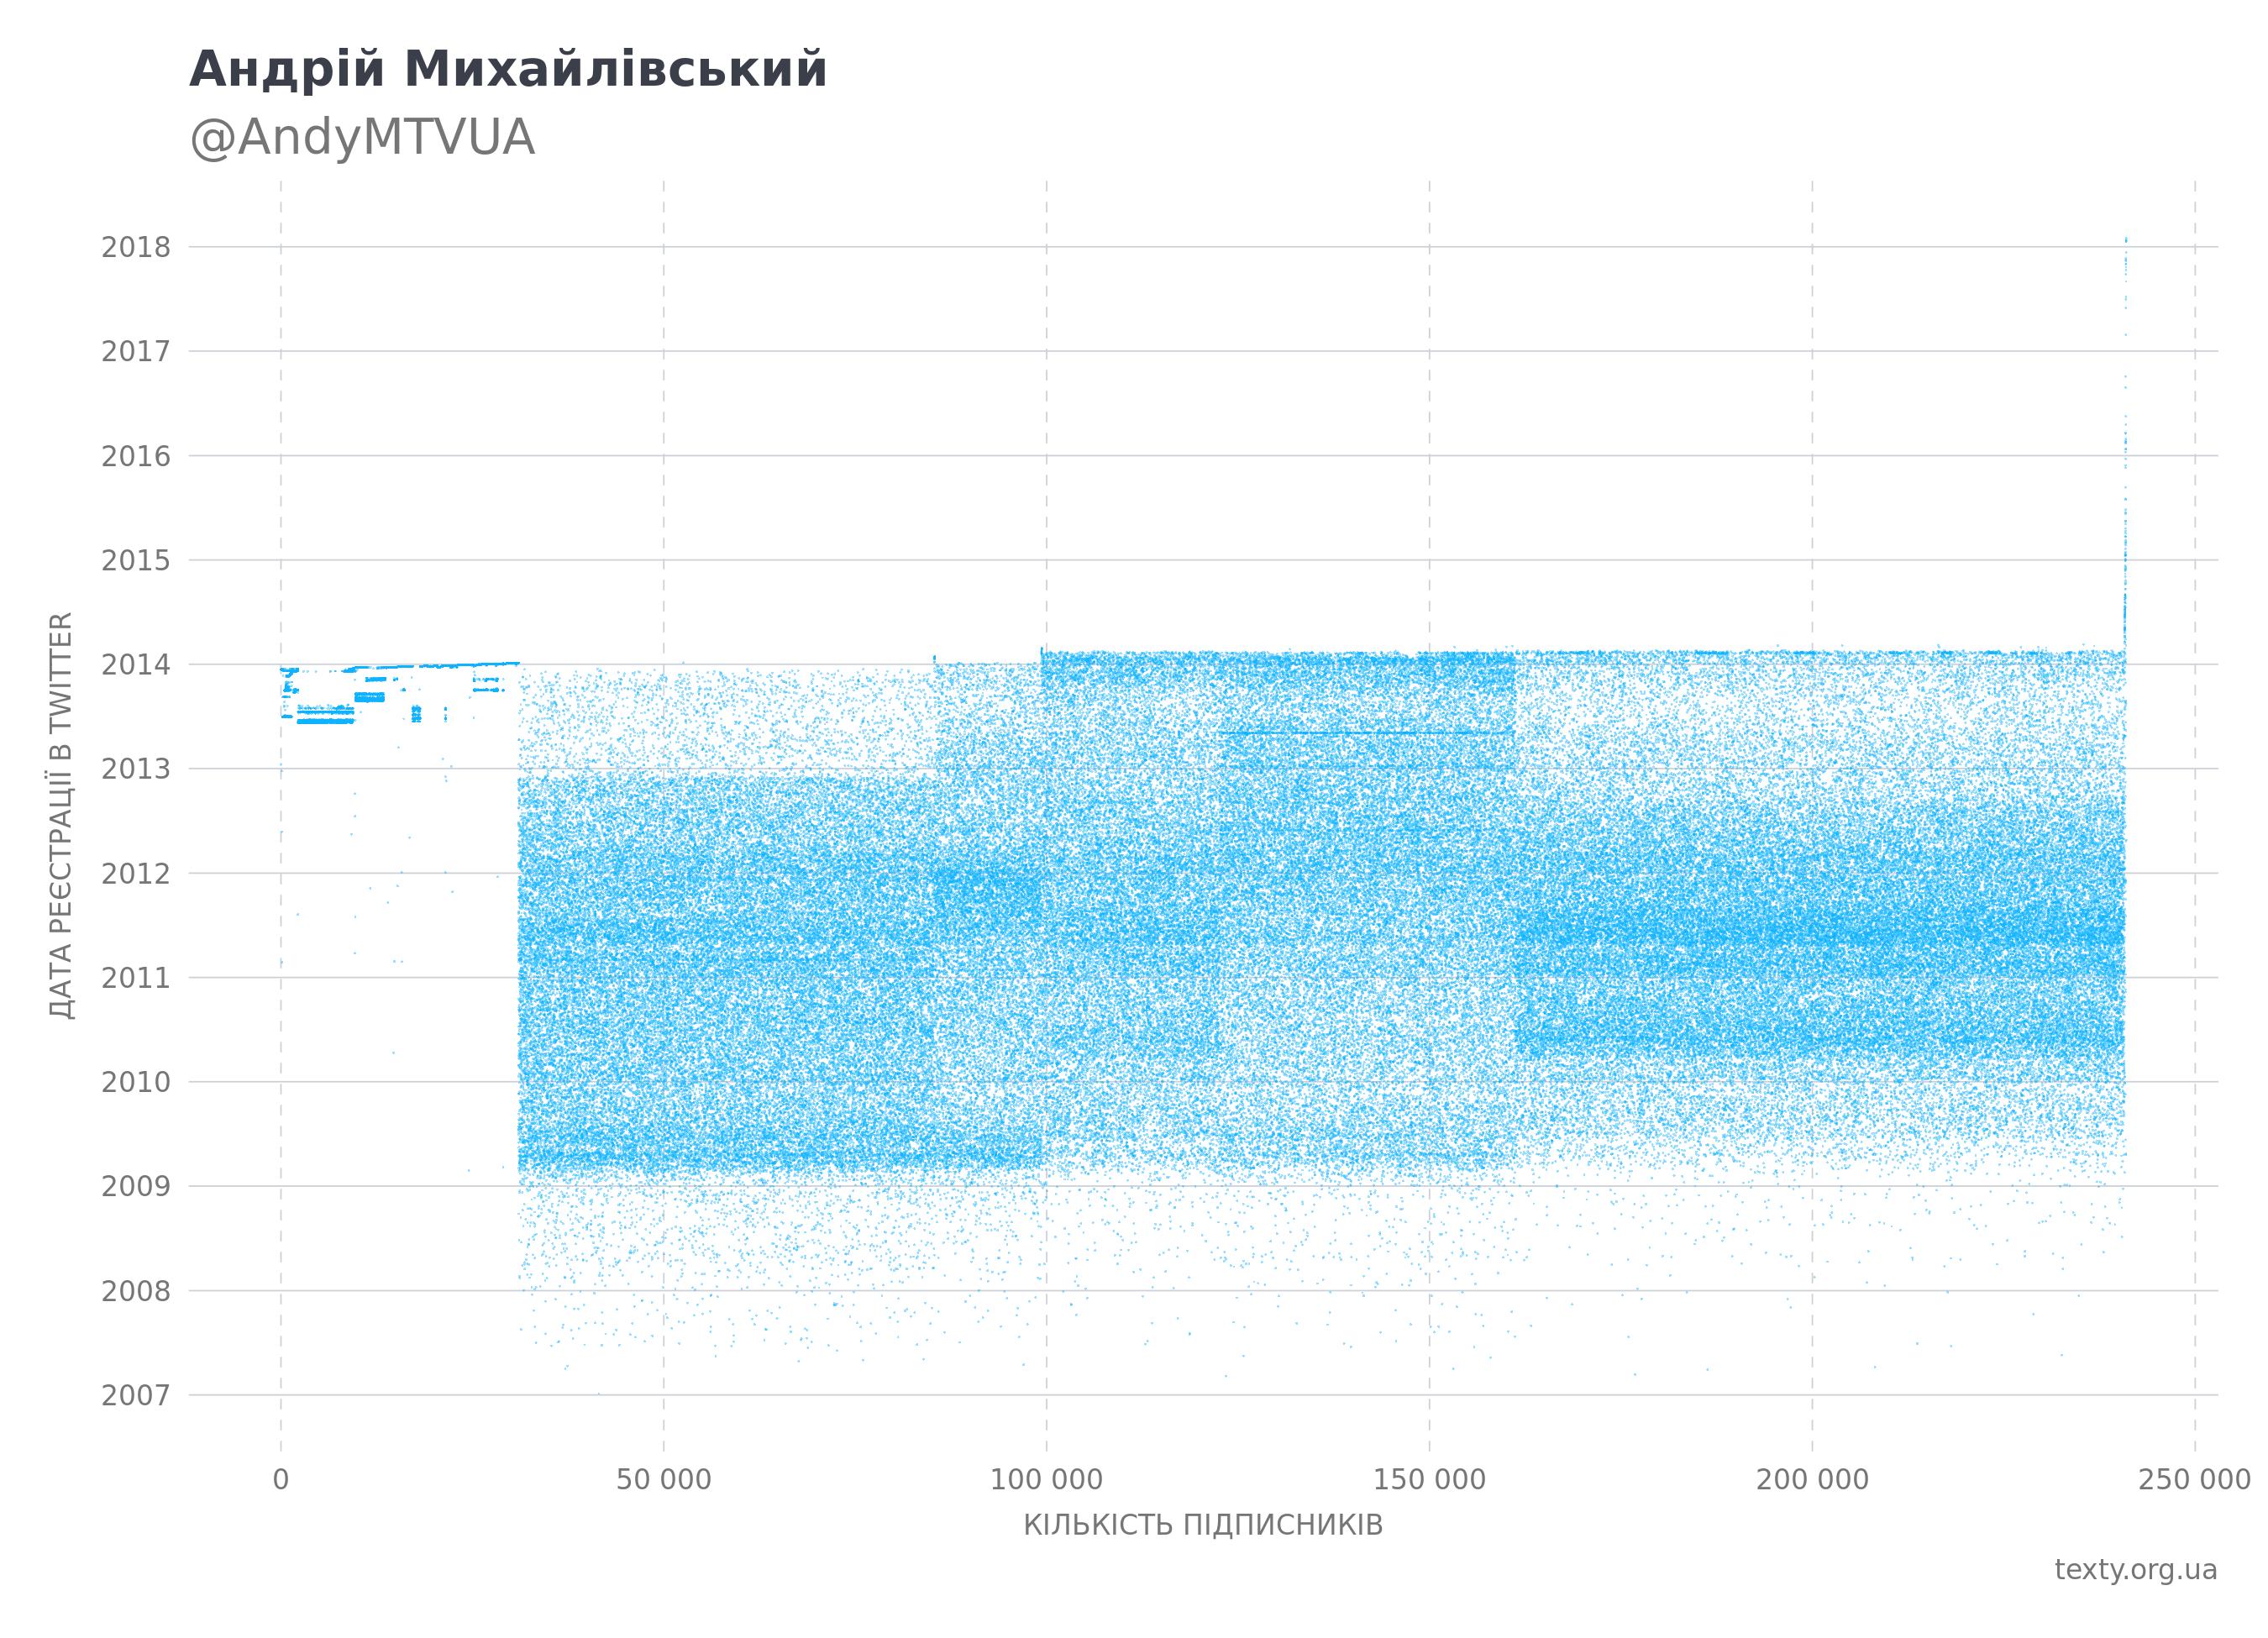 Андрій Михайлівський
@AndyMTVUA
ДАТА РЕЄСТРАЦІЇ В TWITTER
2018
2017
2016
2015
2014
2013
2012
2011
2010
2009
2008
2007
0 50 000 100 000 150 000 200 000 250 000
КІЛЬКІСТЬ ПІДПИСНИКІВ
texty.org.ua